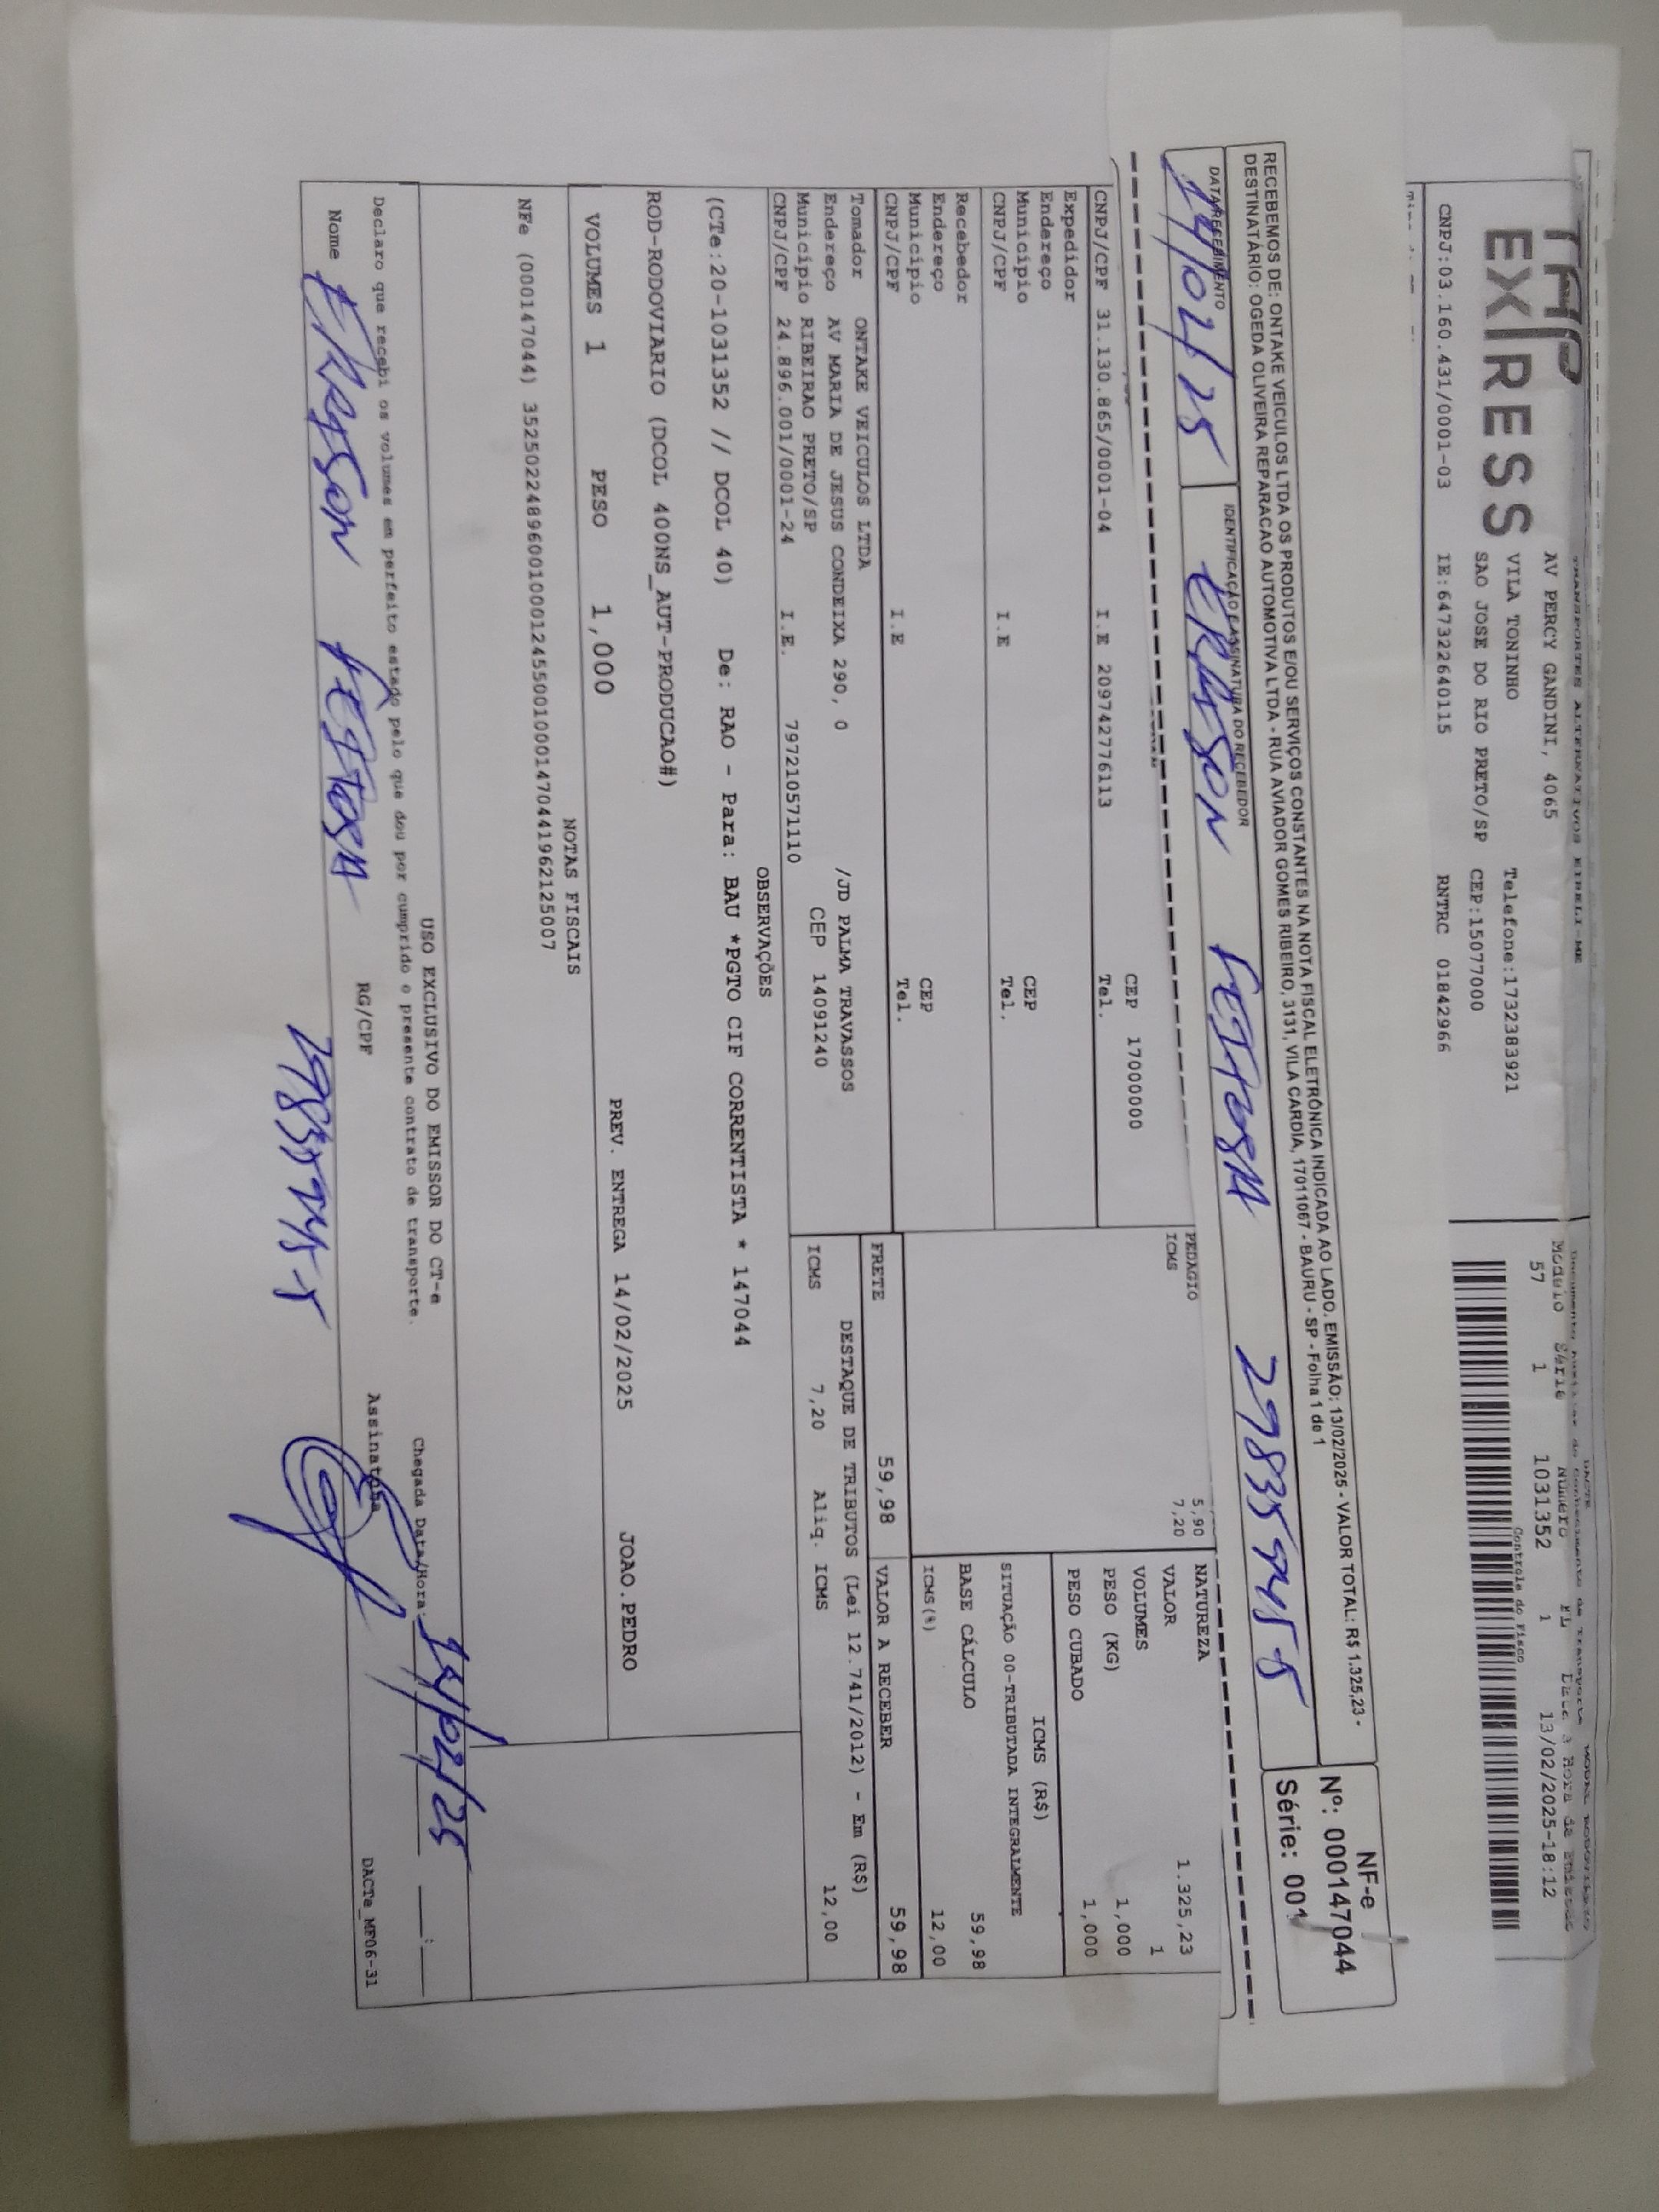 TRANSPORTES ALTERNATIVOS EIRELI-ME
EXPRESS
AV PERCY GANDINI, 4065
VILA TONINHO
Telefone:1732383921
SAO JOSE DO RIO PRETO/SP CEP:15077000
CNPJ:03.160.431/0001-03 IE:647322640115 RNTRC 01842966
DACTE
Modelo Série Número FL Data e Hora de Emissão
57 1 1031352 1 13/02/2025-18:12
Controle do Fisco
RECEBEMOS DE: ONTAKE VEICULOS LTDA OS PRODUTOS E/OU SERVIÇOS CONSTANTES NA NOTA FISCAL ELETRÔNICA INDICADA AO LADO. EMISSÃO: 13/02/2025 - VALOR TOTAL: R$ 1.325,23 -
DESTINATÁRIO: OGEDA OLIVEIRA REPARACAO AUTOMOTIVA LTDA - RUA AVIADOR GOMES RIBEIRO, 3131, VILA CARDIA, 17011067 - BAURU - SP - Folha 1 de 1
NF-e
Nº: 000147044
Série: 001
DATA RECEBIMENTO IDENTIFICAÇÃO E ASSINATURA DO RECEBEDOR
14/02/25
CEP 17000000
CNPJ/CPF 31.130.865/0001-04 I.E 209742776113 Tel.
PEDAGIO 5,90
ICMS 7,20
NATUREZA
VALOR 1.325,23
VOLUMES 1
PESO (KG) 1,000
PESO CUBADO 1,000
Expedidor
Endereço
Município CEP
CNPJ/CPF I.E Tel.
Recebedor
Endereço
Município CEP
CNPJ/CPF I.E Tel.
ICMS (R$)
SITUAÇÃO 00-TRIBUTADA INTEGRALMENTE
BASE CÁLCULO 59,98
ICMS(%) 12,00
FRETE 59,98 VALOR A RECEBER 59,98
Tomador ONTAKE VEICULOS LTDA
Endereço AV MARIA DE JESUS CONDEIXA 290, 0 /JD PALMA TRAVASSOS
Município RIBEIRAO PRETO/SP CEP 14091240
CNPJ/CPF 24.896.001/0001-24 I.E. 797210571110
DESTAQUE DE TRIBUTOS (Lei 12.741/2012) - Em (R$)
ICMS 7,20 Aliq. ICMS 12,00
OBSERVAÇÕES
(CTe:20-1031352 // DCOL 40) De: RAO - Para: BAU *PGTO CIF CORRENTISTA * 147044
ROD-RODOVIARIO (DCOL 400NS_AUT-PRODUCAO#)
VOLUMES 1 PESO 1,000 PREV. ENTREGA 14/02/2025 JOAO.PEDRO
NOTAS FISCAIS
NFe (000147044) 35250224896001000124550010001470441962125007
USO EXCLUSIVO DO EMISSOR DO CT-e
Declaro que recebi os volumes em perfeito estado pelo que dou por cumprido o presente contrato de transporte.
Chegada Data/Hora: 14/02/25
Nome RG/CPF Assinatura
DACTe_MF06-31